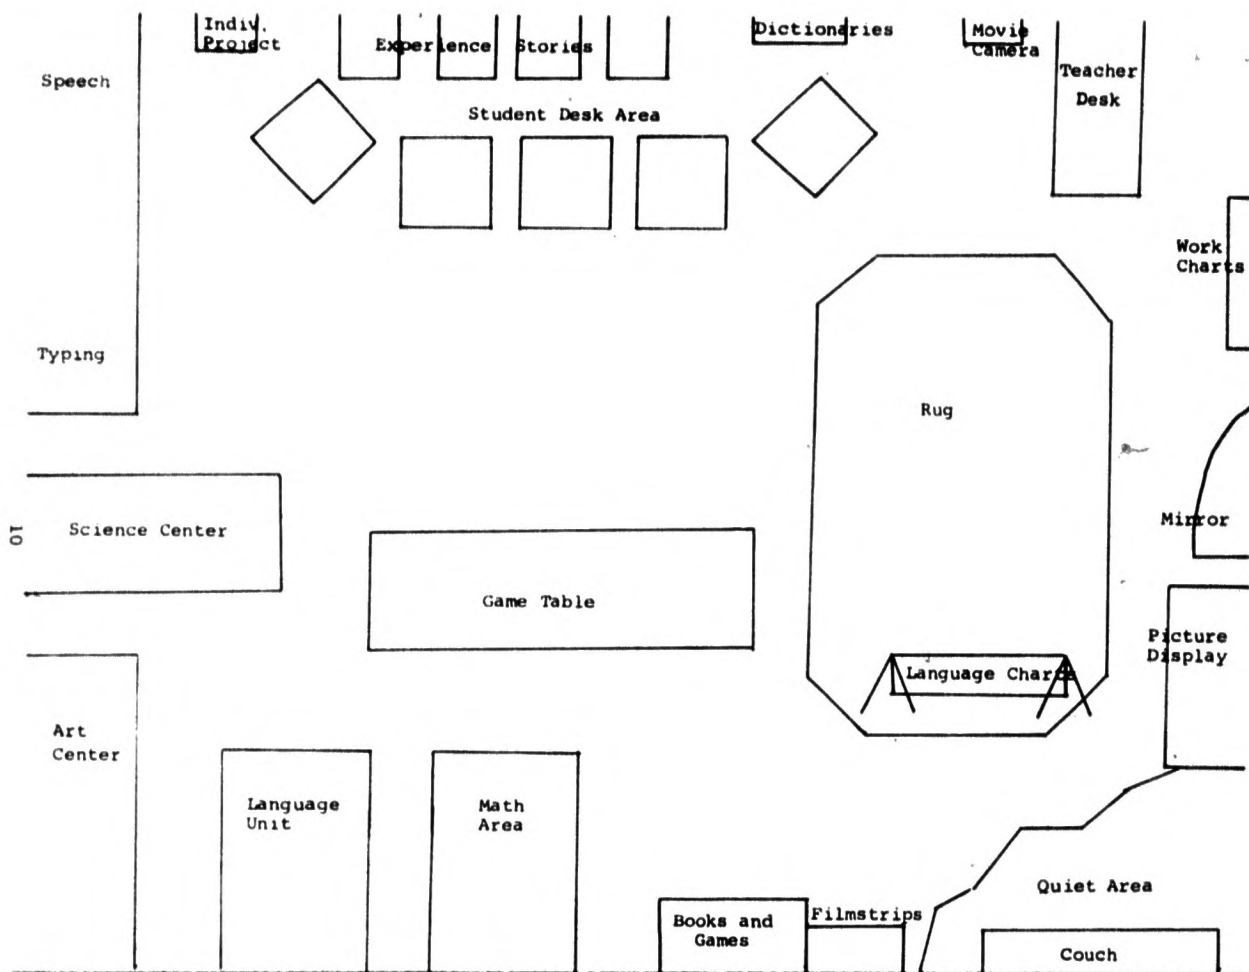 Indiv.
Project
Experience Stories
Dictionaries
Movie
Camera
Speech
Teacher
Desk
Student Desk Area
Work
Charts
Typing
Rug
Science Center
10
Mirror
Game Table
Picture
Display
Language Charts
Art
Center
Language
Unit
Math
Area
Quiet Area
Books and
Games
Filmstrips
Couch